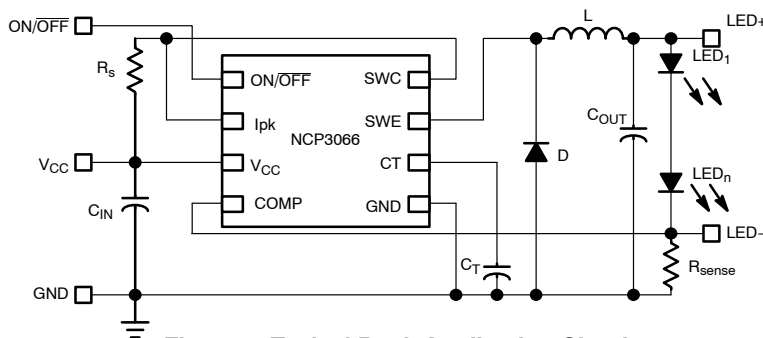 ON/OFF
L
LED+
Rs
ON/OFF
SWC
LED1
Ipk
NCP3066
SWE
COUT
VCC
VCC
CT
D
LEDn
CIN
COMP
GND
LED−
CT
Rsense
GND